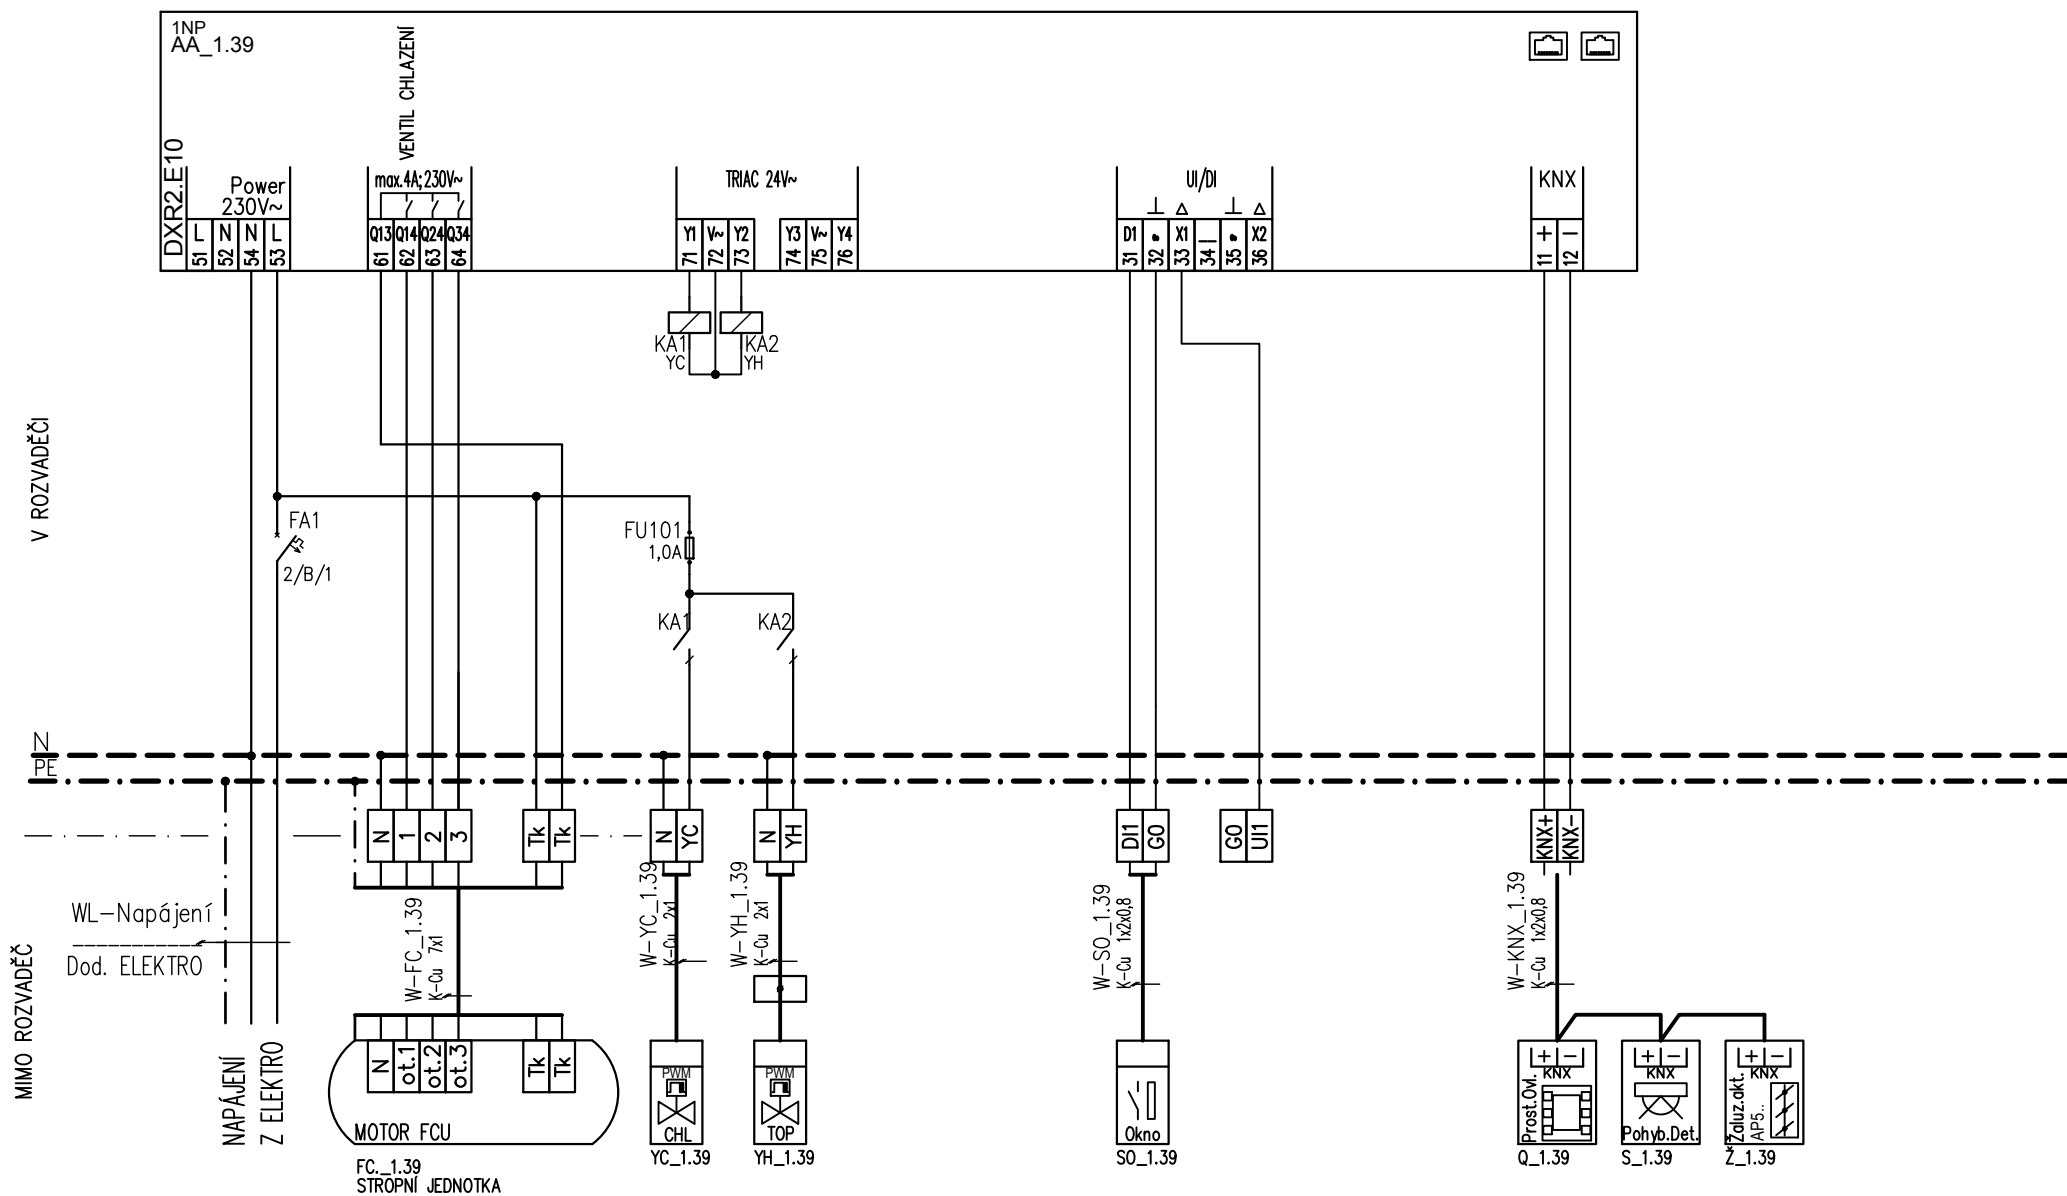 1NP
AA_1.39
DXR2.E10
VENTIL CHLAZENÍ
Power
230V~
max.4A;230V~
TRIAC 24V~
UI/DI
KNX
L N N L
51 52 54 53
Q13 Q14 Q24 Q34
61 62 63 64
Y1 V~ Y2
71 72 73
Y3 V~ Y4
74 75 76
D1 X1 X2
31 32 33 34 35 36
+ −
11 12
KA1
YC
KA2
YH
V ROZVADĚČI
FA1
2/B/1
FU101
1,0A
KA1
KA2
N
PE
N 1 2 3
Tk Tk
N YC
N YH
DI1 G0
G0 UI1
KNX+ KNX-
MIMO ROZVADĚČ
WL-Napájení
Dod. ELEKTRO
NAPÁJENÍ
Z ELEKTRO
W-FC_1.39
K-Cu 7x1
W-YC_1.39
K-Cu 2x1
W-YH_1.39
K-Cu 2x1
W-SO_1.39
K-Cu 1x2x0,8
W-KNX_1.39
K-Cu 1x2x0,8
N ot.1 ot.2 ot.3
Tk Tk
MOTOR FCU
FC._1.39
STROPNÍ JEDNOTKA
PWM
CHL
YC_1.39
PWM
TOP
YH_1.39
Okno
SO_1.39
+ −
KNX
Prost.Ovl.
Q_1.39
+ −
KNX
Pohyb.Det.
S_1.39
+ −
KNX
Žaluz.akt.
AP5..
Ž_1.39